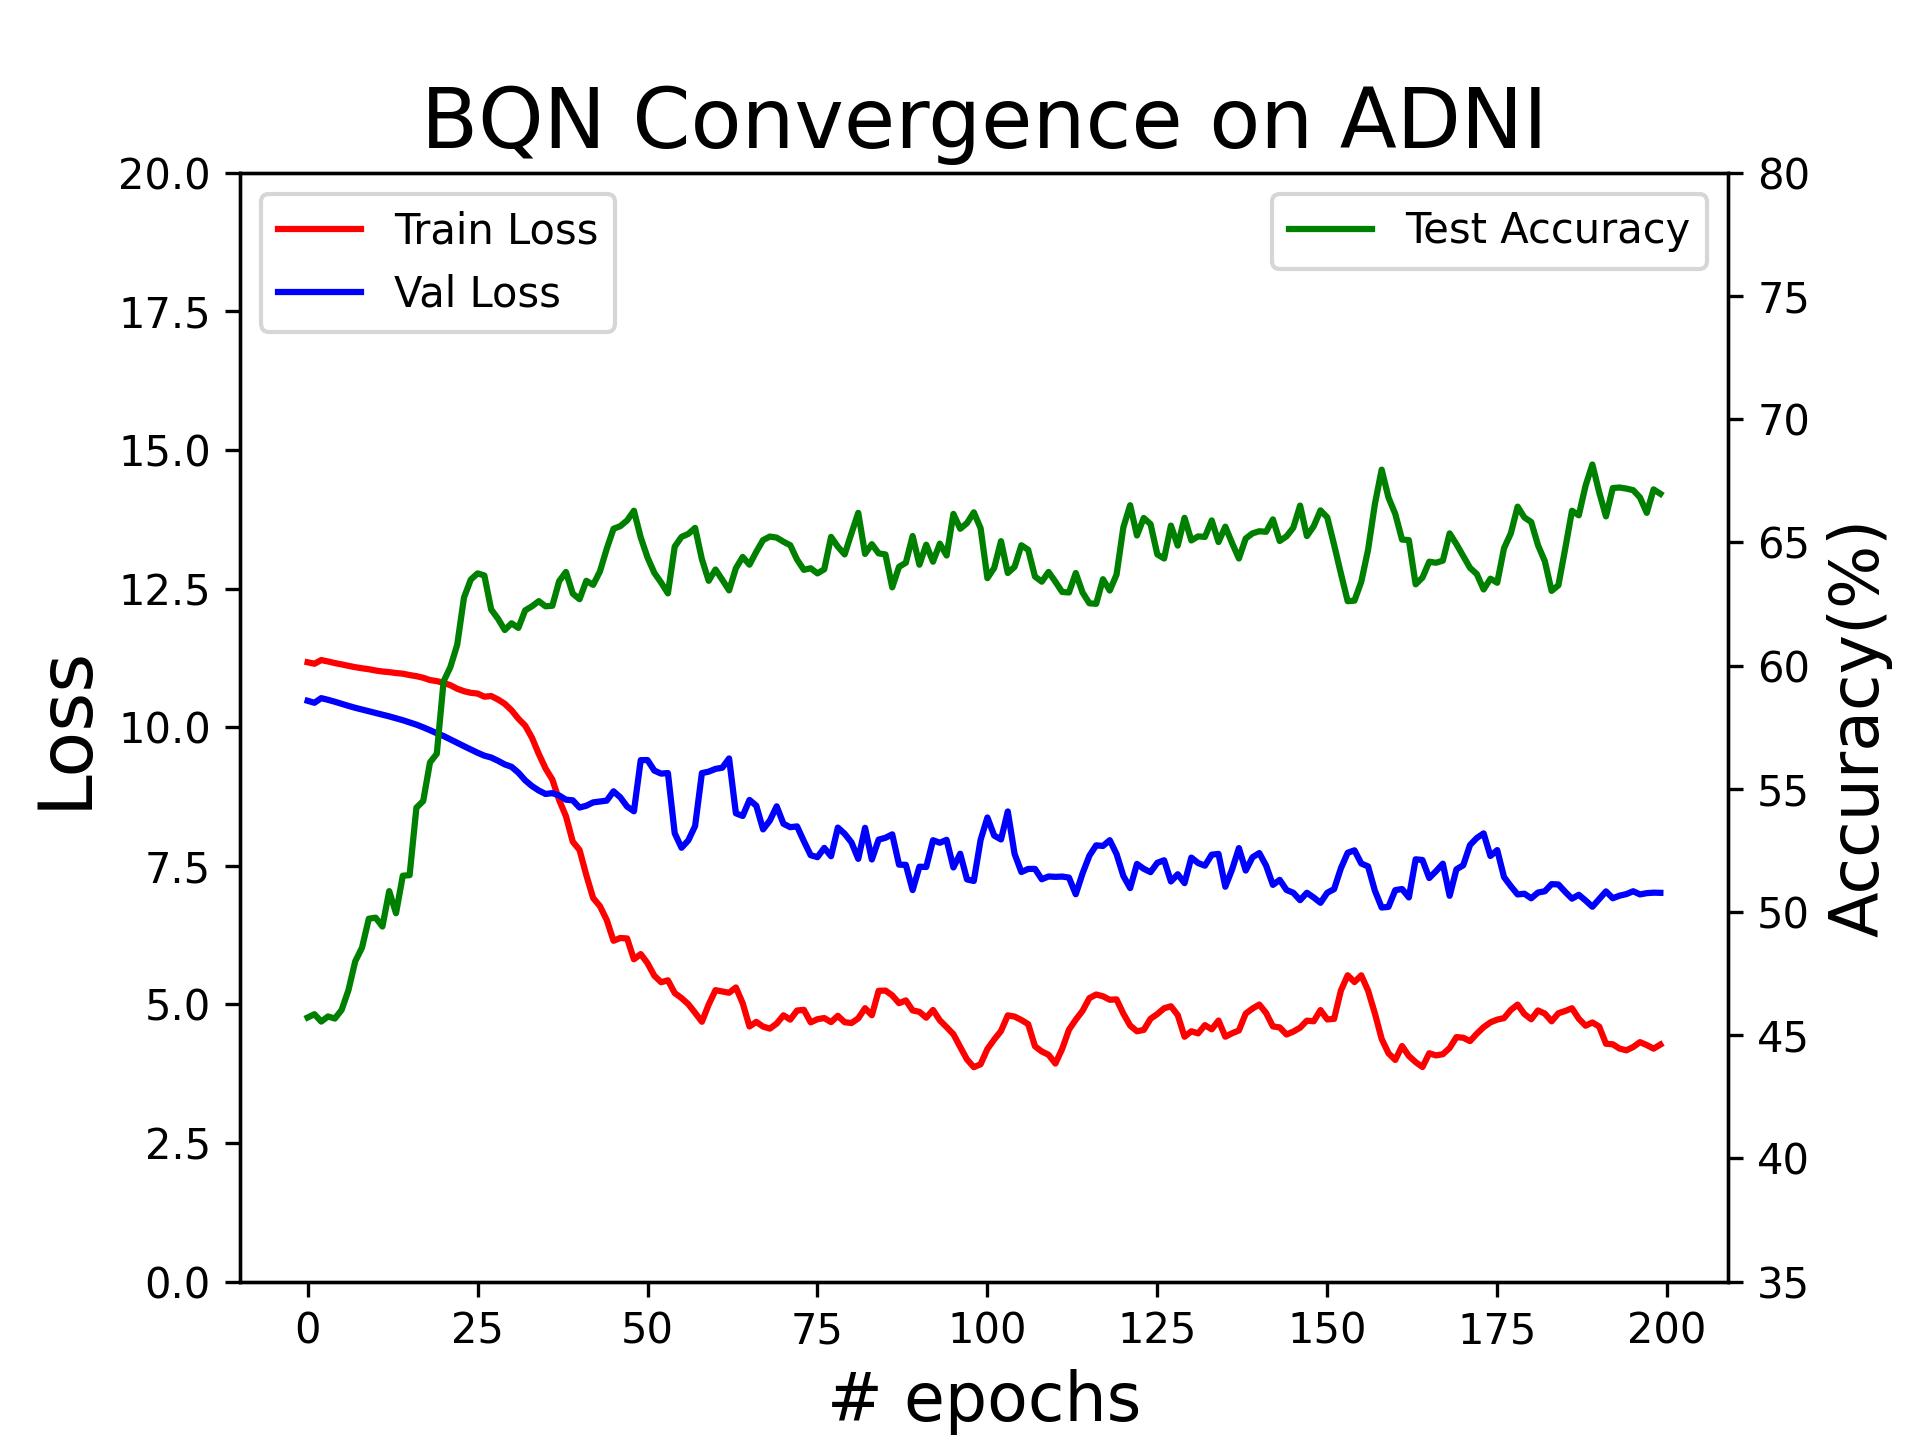 BQN Convergence on ADNI
Train Loss
Val Loss
Test Accuracy
Loss
20.0
17.5
15.0
12.5
10.0
7.5
5.0
2.5
0.0
80
75
70
65
60
55
50
45
40
35
Accuracy(%)
0 25 50 75 100 125 150 175 200
# epochs